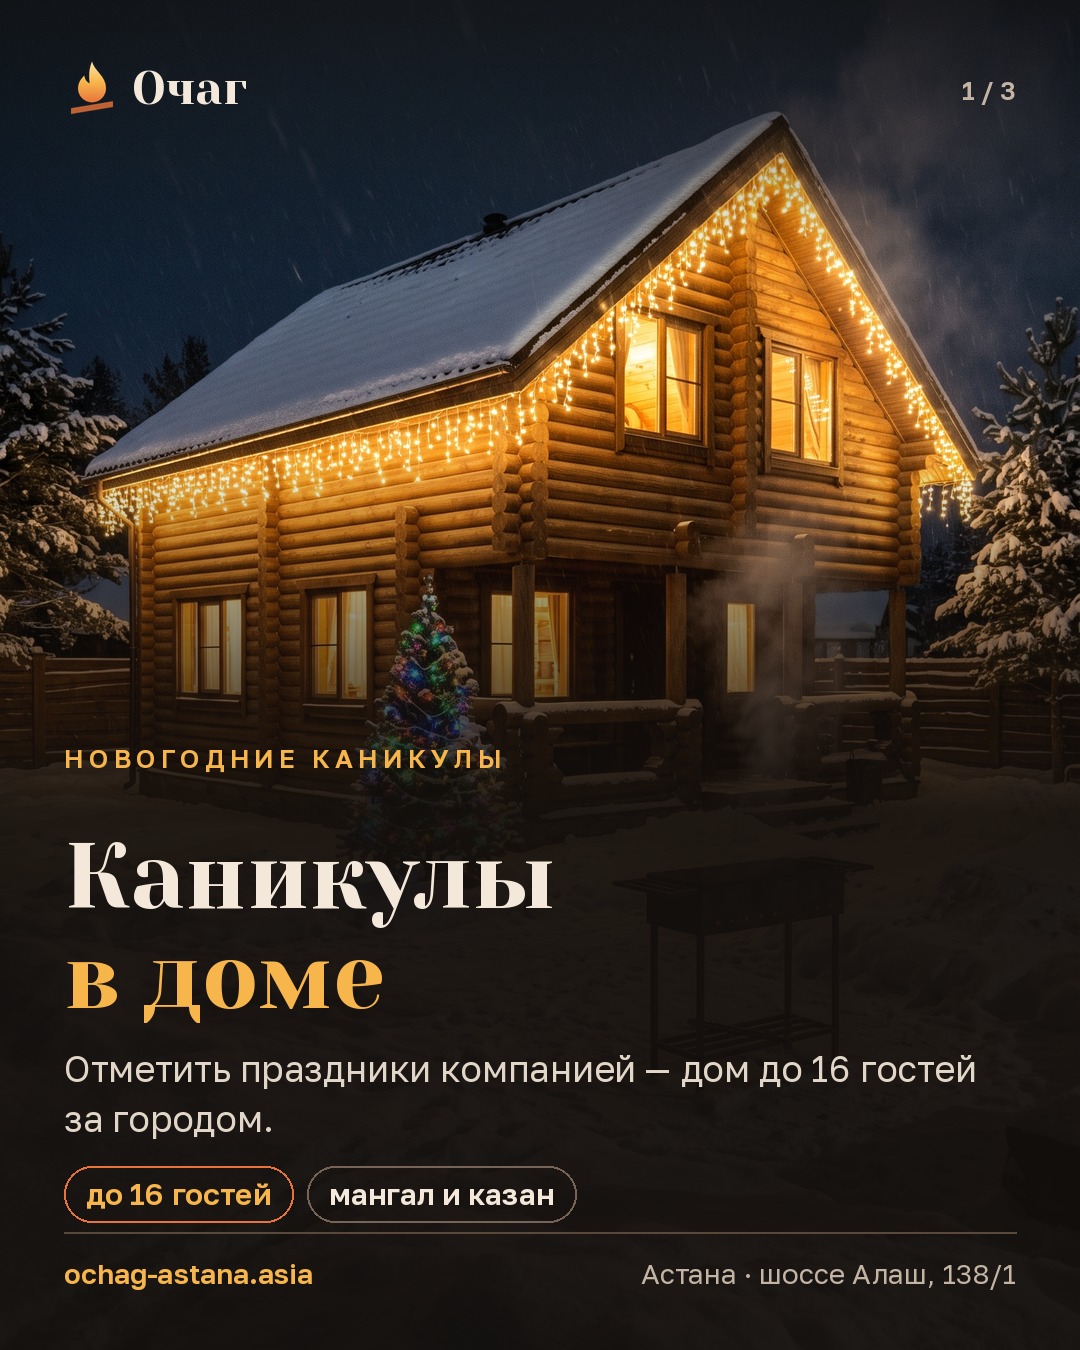 Очаг
1 / 3
НОВОГОДНИЕ КАНИКУЛЫ
Каникулы
в доме
Отметить праздники компанией — дом до 16 гостей
за городом.
до 16 гостей
мангал и казан
ochag-astana.asia
Астана · шоссе Алаш, 138/1